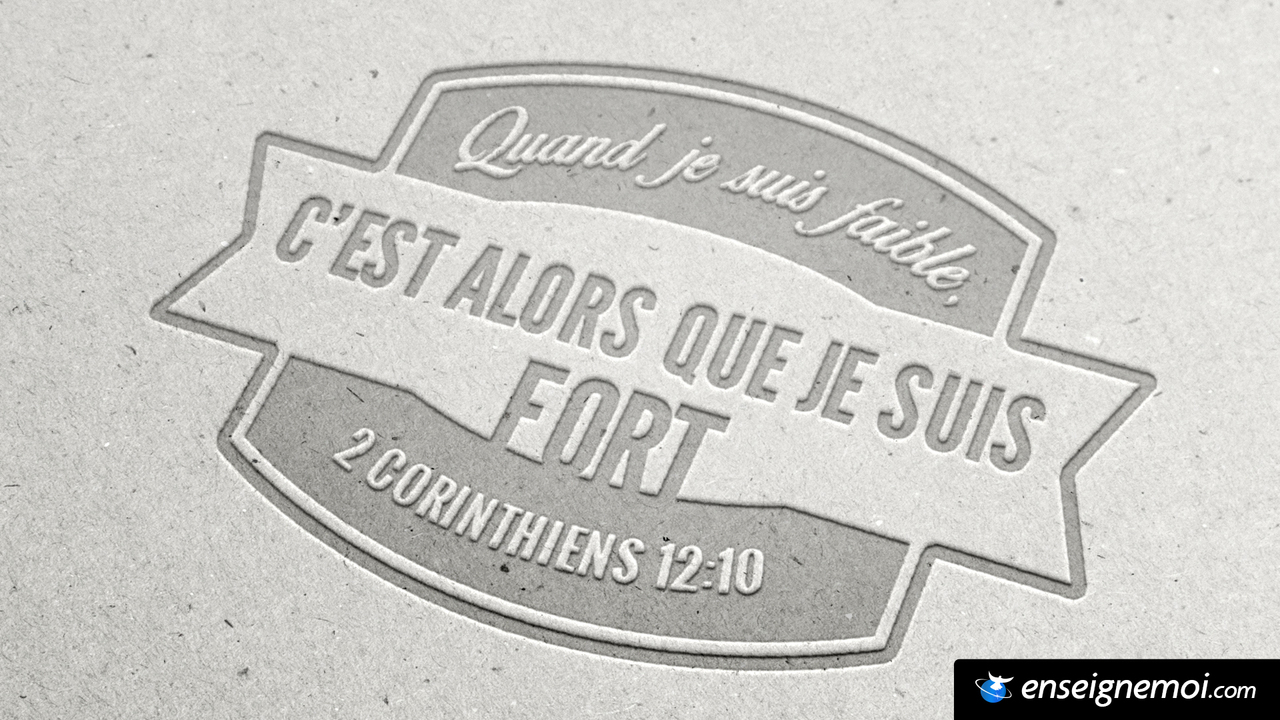 Quand je suis faible,
C'EST ALORS QUE JE SUIS
FORT
2 CORINTHIENS 12:10
enseignemoi.com